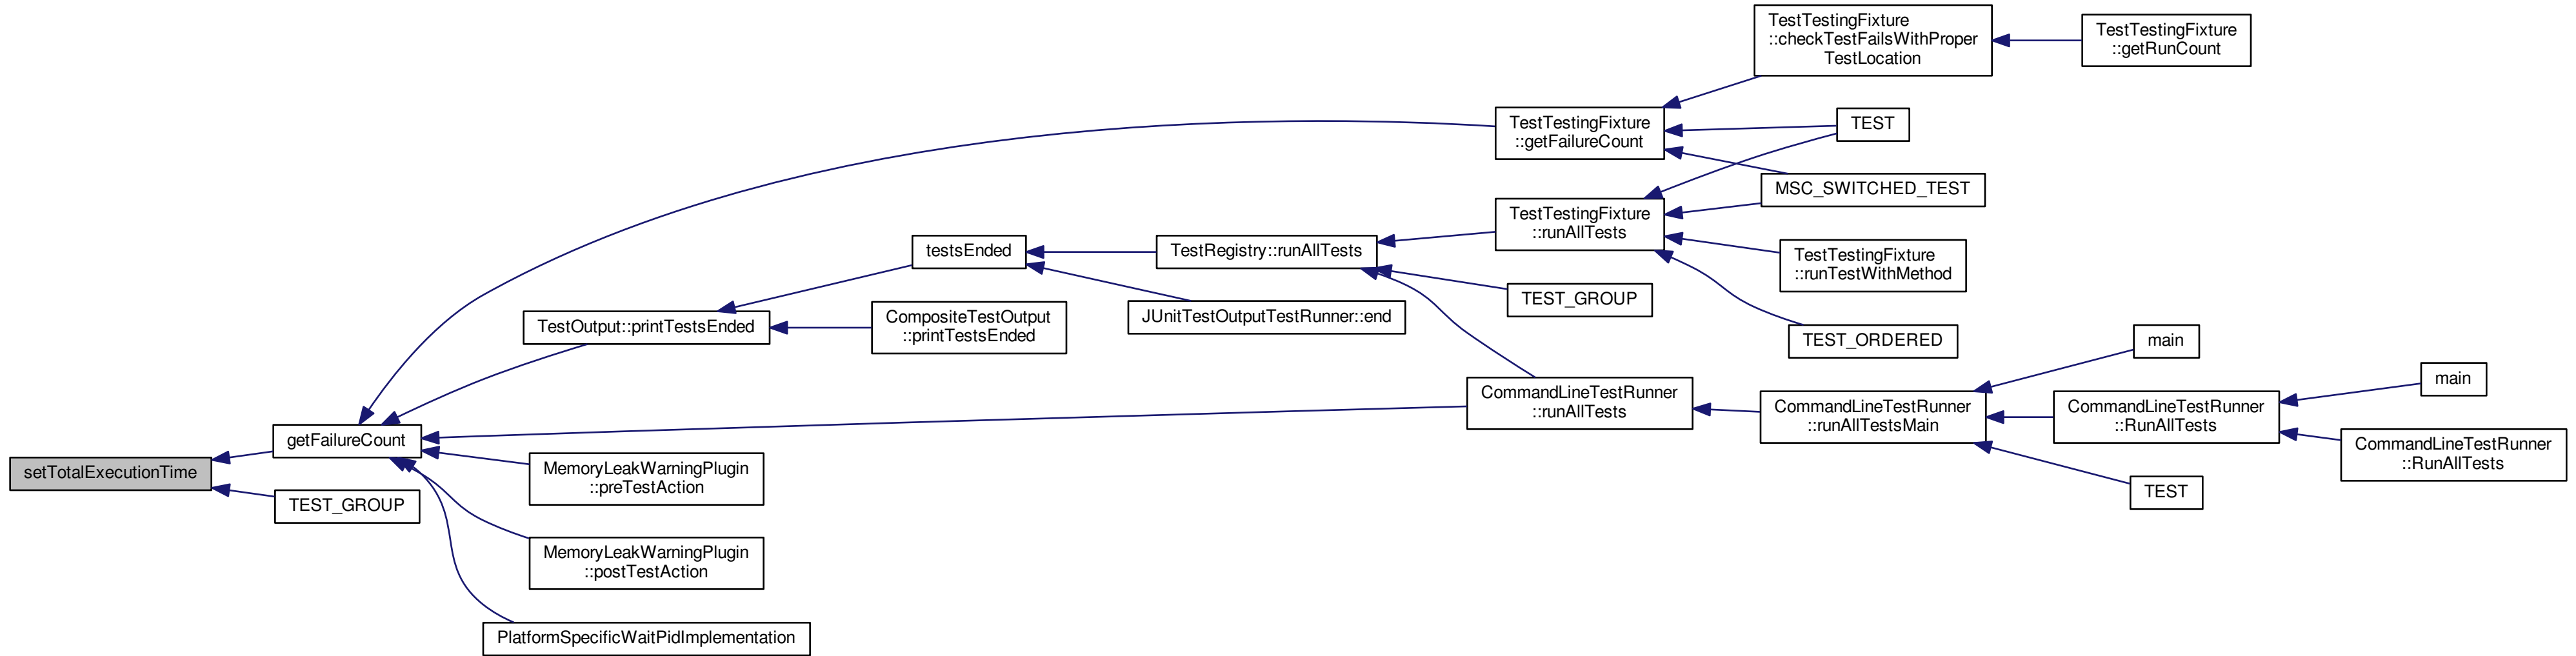 setTotalExecutionTime
getFailureCount
TEST_GROUP
TestOutput::printTestsEnded
MemoryLeakWarningPlugin
::preTestAction
MemoryLeakWarningPlugin
::postTestAction
PlatformSpecificWaitPidImplementation
testsEnded
CompositeTestOutput
::printTestsEnded
TestRegistry::runAllTests
JUnitTestOutputTestRunner::end
TestTestingFixture
::getFailureCount
TestTestingFixture
::runAllTests
TEST_GROUP
CommandLineTestRunner
::runAllTests
TestTestingFixture
::checkTestFailsWithProper
TestLocation
TEST
MSC_SWITCHED_TEST
TestTestingFixture
::runTestWithMethod
TEST_ORDERED
CommandLineTestRunner
::runAllTestsMain
TestTestingFixture
::getRunCount
main
CommandLineTestRunner
::RunAllTests
TEST
main
CommandLineTestRunner
::RunAllTests